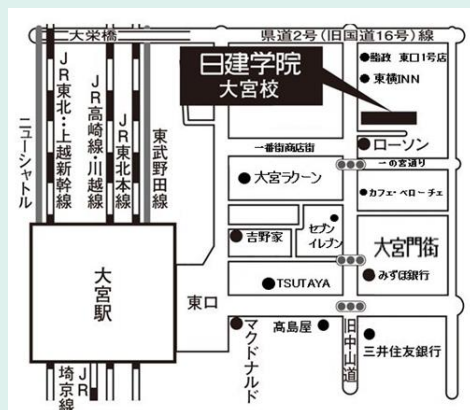 大栄橋
県道2号(旧国道16号)線
日建学院
大宮校
鮨政 東口1号店
東横INN
ローソン
一番街商店街
一の宮通り
大宮ラクーン
カフェ・ベローチェ
ニューシャトル
JR東北・上越新幹線
JR高崎線・川越線
JR東北本線
東武野田線
吉野家
セブン
イレブン
大宮門街
みずほ銀行
大宮駅
東口
TSUTAYA
マクドナルド
高島屋
旧中山道
三井住友銀行
JR
埼京線